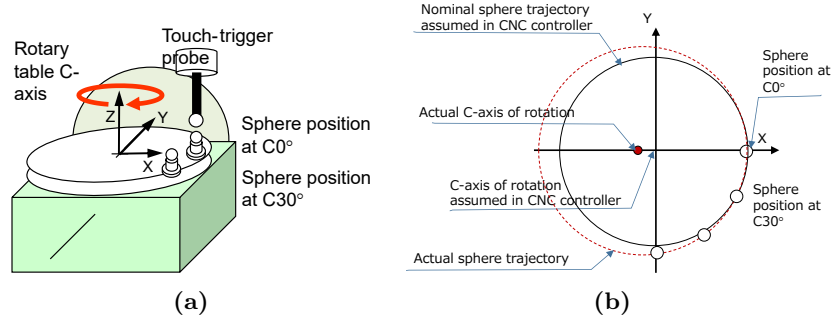 Touch-trigger
probe
Rotary
table C-
axis
Z
Y
X
Sphere position
at C0°
Sphere position
at C30°
(a)
Nominal sphere trajectory
assumed in CNC controller
Y
Sphere
position at
C0°
Actual C-axis of rotation
X
C-axis of rotation
assumed in CNC controller
Sphere
position at
C30°
Actual sphere trajectory
(b)